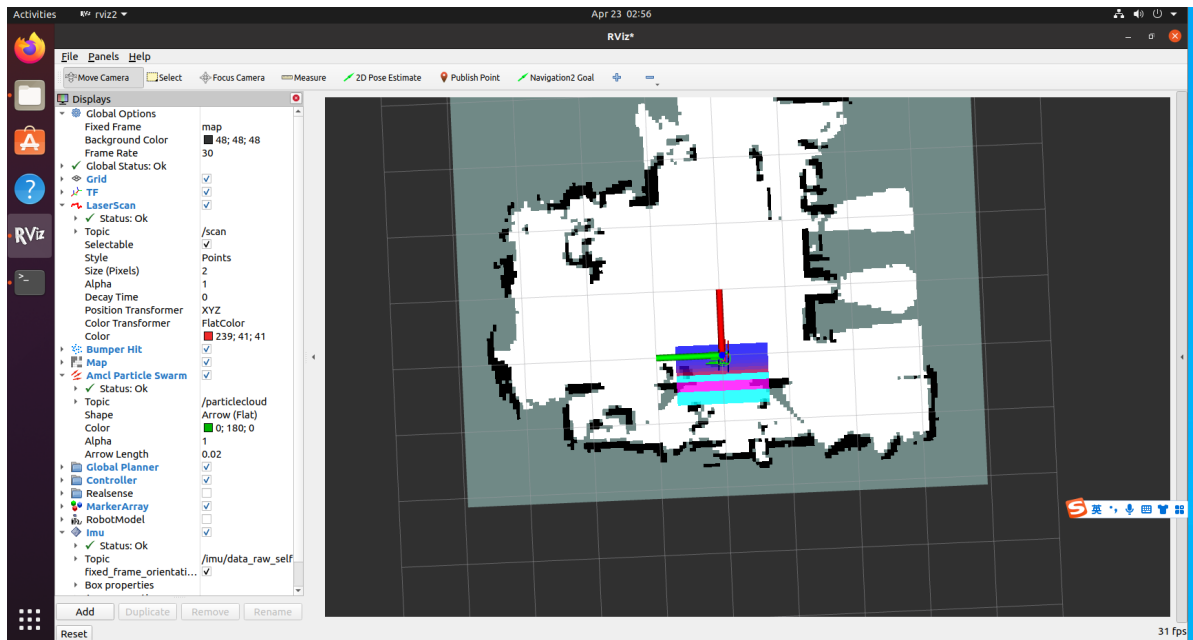 Activities RViz rviz2 Apr 23 02:56
RViz*
File Panels Help
Move Camera Select Focus Camera Measure 2D Pose Estimate Publish Point Navigation2 Goal
Displays
Global Options
Fixed Frame map
Background Color 48; 48; 48
Frame Rate 30
Global Status: Ok
Grid
TF
LaserScan
Status: Ok
Topic /scan
Selectable
Style Points
Size (Pixels) 2
Alpha 1
Decay Time 0
Position Transformer XYZ
Color Transformer FlatColor
Color 239; 41; 41
Bumper Hit
Map
Amcl Particle Swarm
Status: Ok
Topic /particlecloud
Shape Arrow (Flat)
Color 0; 180; 0
Alpha 1
Arrow Length 0.02
Global Planner
Controller
Realsense
MarkerArray
RobotModel
Imu
Status: Ok
Topic /imu/data_raw_self
fixed_frame_orientati...
Box properties
Add Duplicate Remove Rename
Reset 31 fps
RViz
S 英